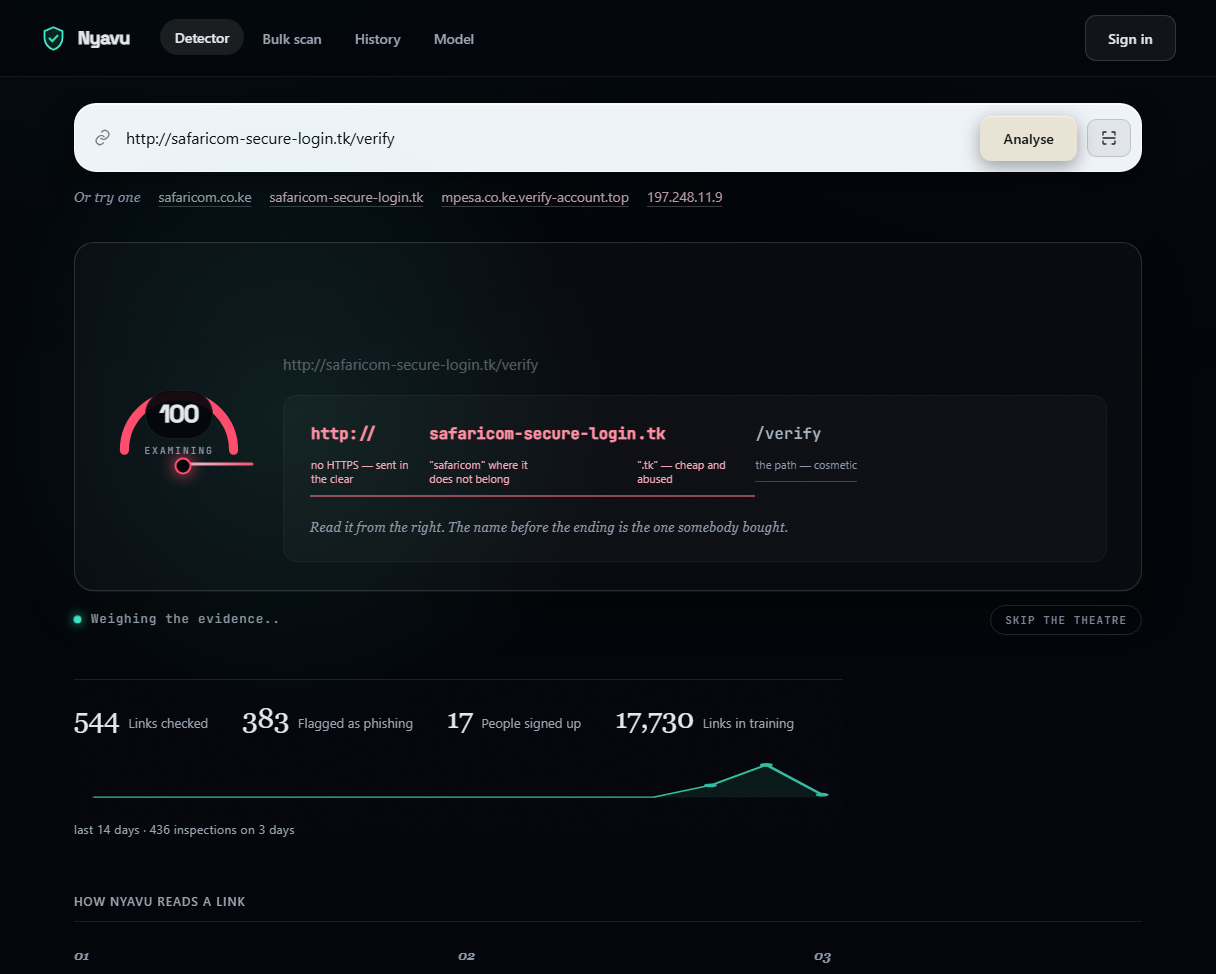 Nyavu
Detector
Bulk scan
History
Model
Sign in
http://safaricom-secure-login.tk/verify
Analyse
Or try one safaricom.co.ke safaricom-secure-login.tk mpesa.co.ke.verify-account.top 197.248.11.9
http://safaricom-secure-login.tk/verify
100
EXAMINING
http:// safaricom-secure-login.tk /verify
no HTTPS — sent in the clear
"safaricom" where it does not belong
".tk" — cheap and abused
the path — cosmetic
Read it from the right. The name before the ending is the one somebody bought.
Weighing the evidence..
SKIP THE THEATRE
544 Links checked
383 Flagged as phishing
17 People signed up
17,730 Links in training
last 14 days · 436 inspections on 3 days
HOW NYAVU READS A LINK
01
02
03